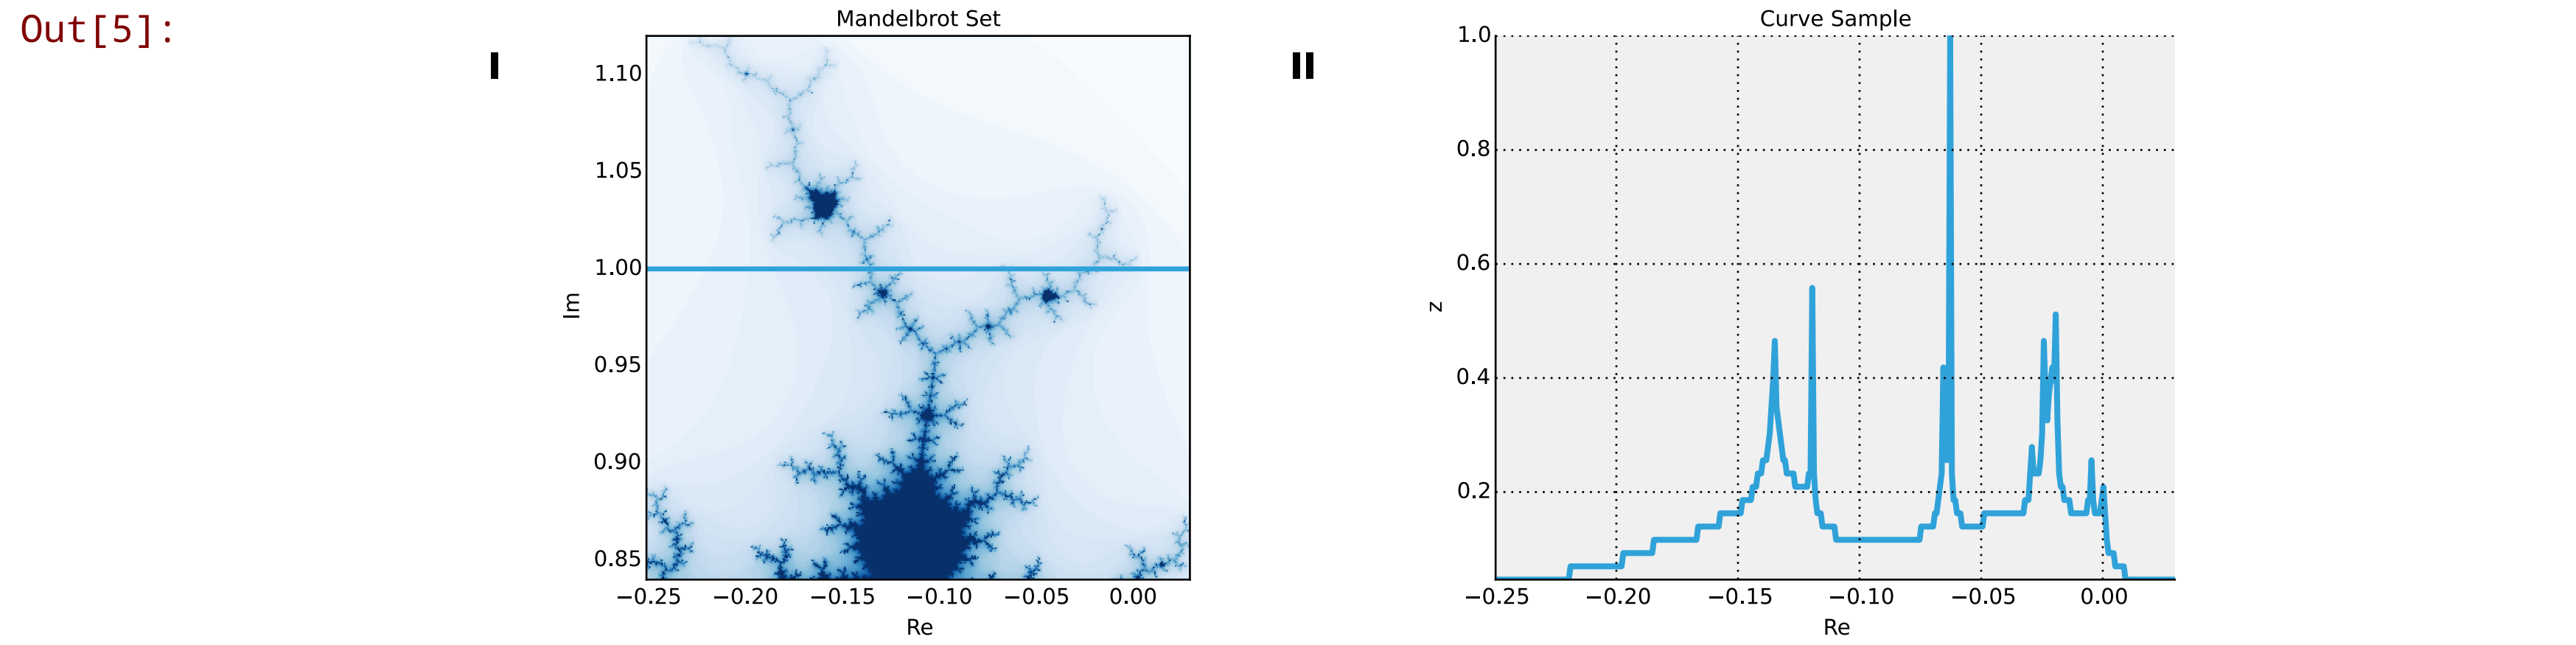 Out[5]:
I
Mandelbrot Set
1.10
1.05
1.00
0.95
0.90
0.85
Im
−0.25 −0.20 −0.15 −0.10 −0.05 0.00
Re
II
Curve Sample
1.0
0.8
0.6
0.4
0.2
z
−0.25 −0.20 −0.15 −0.10 −0.05 0.00
Re